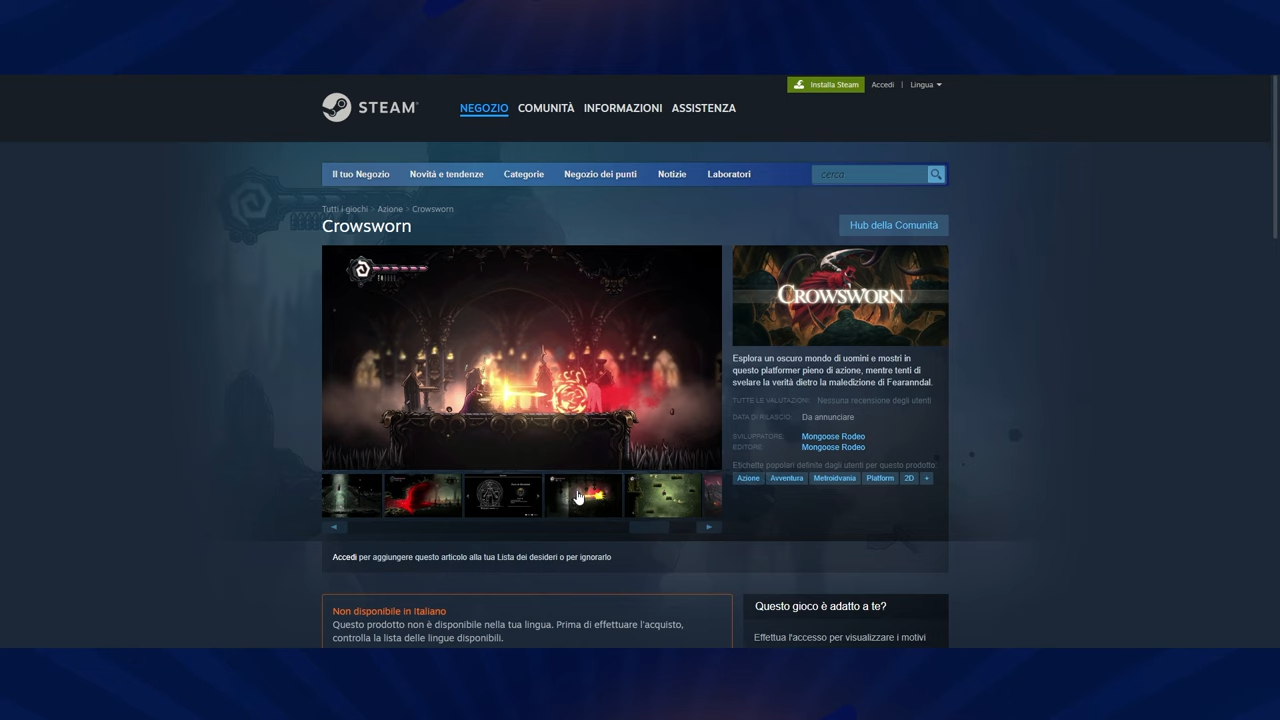 Installa Steam
Accedi | Lingua
STEAM
NEGOZIO COMUNITÀ INFORMAZIONI ASSISTENZA
Il tuo Negozio Novità e tendenze Categorie Negozio dei punti Notizie Laboratori cerca
Tutti i giochi > Azione > Crowsworn
Crowsworn
Hub della Comunità
CROWSWORN
Esplora un oscuro mondo di uomini e mostri in
questo platformer pieno di azione, mentre tenti di
svelare la verità dietro la maledizione di Fearanndal.
TUTTE LE VALUTAZIONI: Nessuna recensione degli utenti
DATA DI RILASCIO: Da annunciare
SVILUPPATORE: Mongoose Rodeo
EDITORE: Mongoose Rodeo
Etichette popolari definite dagli utenti per questo prodotto:
Azione Avventura Metroidvania Platform 2D +
Accedi per aggiungere questo articolo alla tua Lista dei desideri o per ignorarlo
Non disponibile in Italiano
Questo prodotto non è disponibile nella tua lingua. Prima di effettuare l'acquisto,
controlla la lista delle lingue disponibili.
Questo gioco è adatto a te?
Effettua l'accesso per visualizzare i motivi